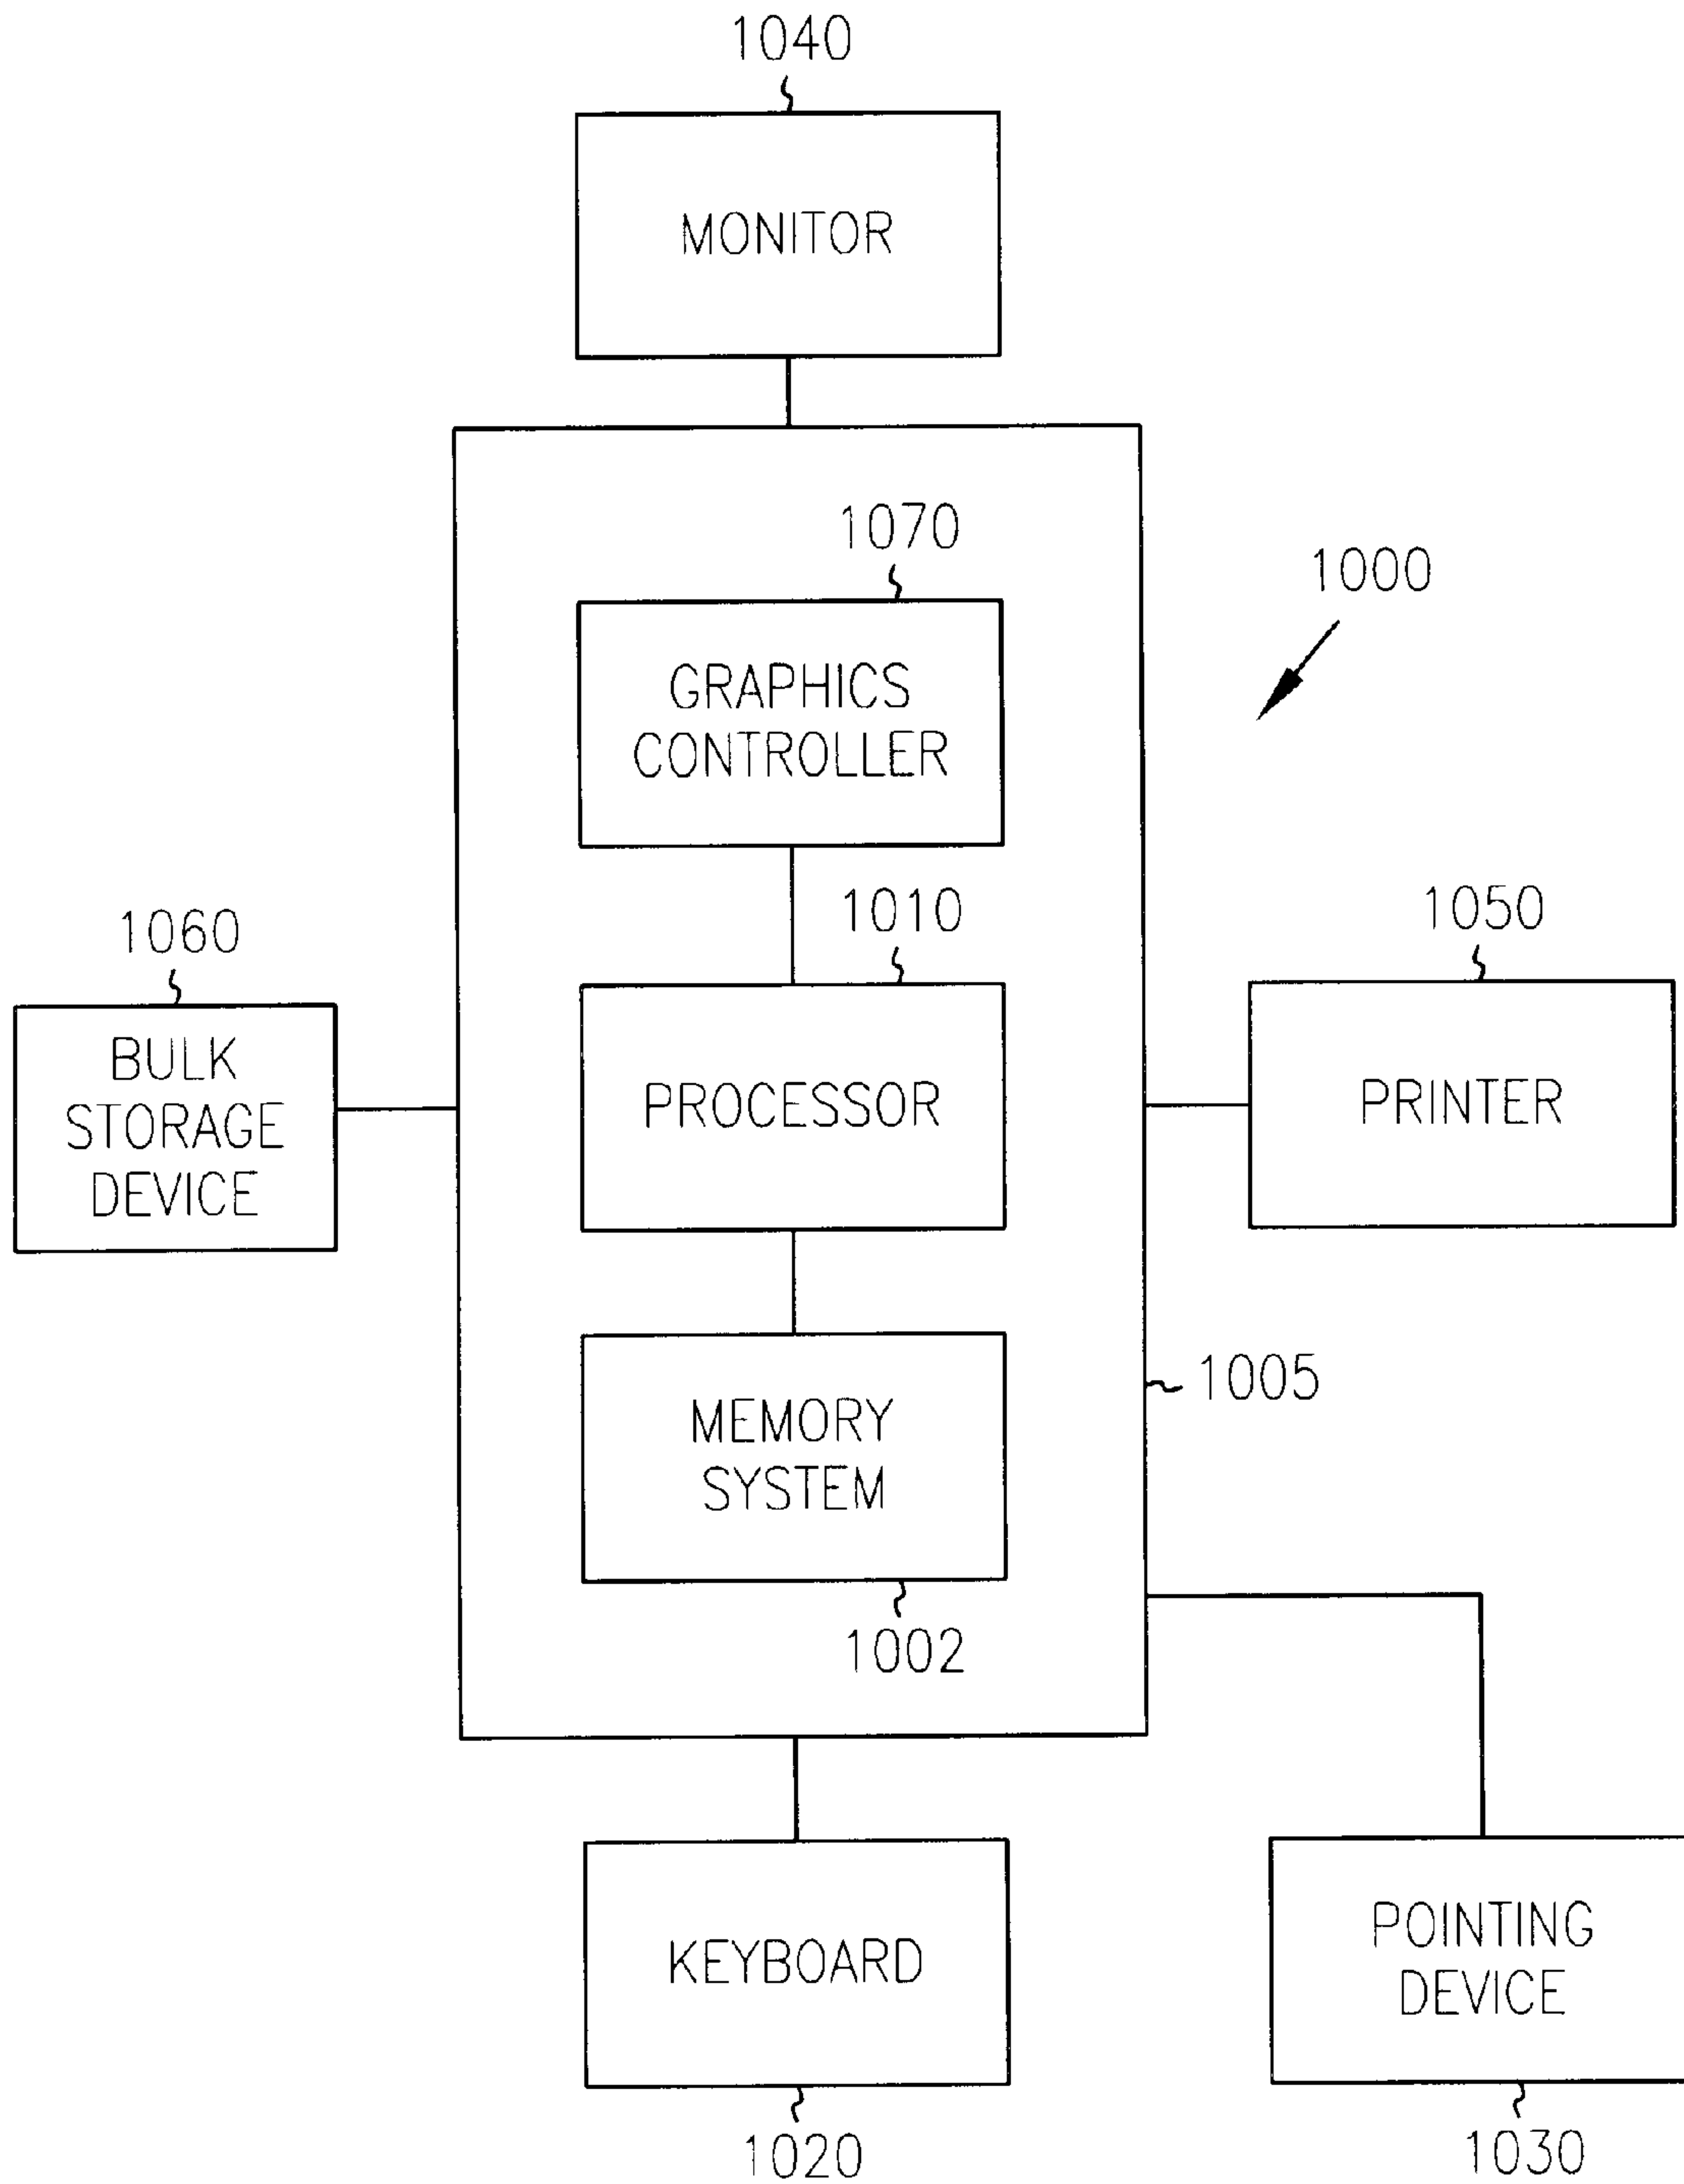 1040
MONITOR
1070
GRAPHICS
CONTROLLER
1000
1010
PROCESSOR
1060
BULK
STORAGE
DEVICE
1050
PRINTER
1005
MEMORY
SYSTEM
1002
KEYBOARD
1020
POINTING
DEVICE
1030